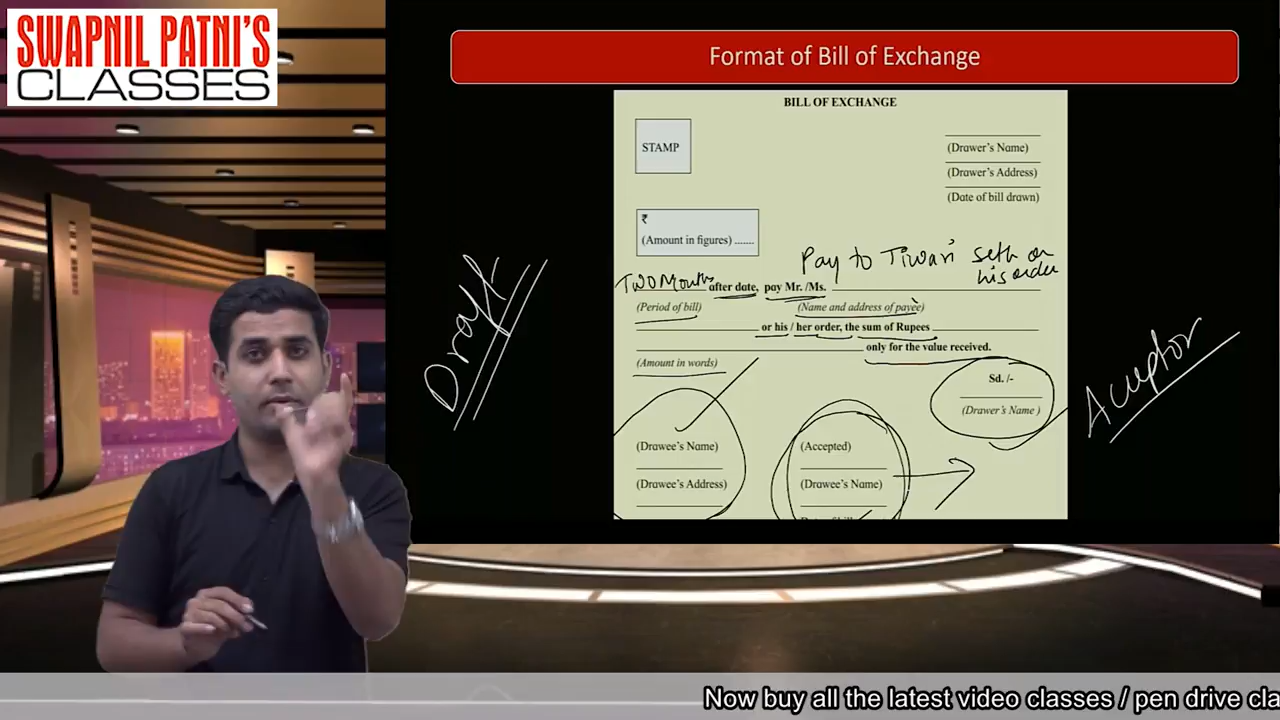 SWAPNIL PATNI'S
CLASSES
Format of Bill of Exchange
BILL OF EXCHANGE
STAMP
(Drawer's Name)
(Drawer's Address)
(Date of bill drawn)
₹
(Amount in figures) .......
Pay to Tiwari seth or
his order
Two Months after date, pay Mr. /Ms.
(Period of bill) (Name and address of payee)
or his / her order, the sum of Rupees
only for the value received.
(Amount in words)
Sd. /-
(Drawer's Name )
Draft
Acceptor
(Drawee's Name) (Accepted)
(Drawee's Address) (Drawee's Name)
Now buy all the latest video classes / pen drive cla